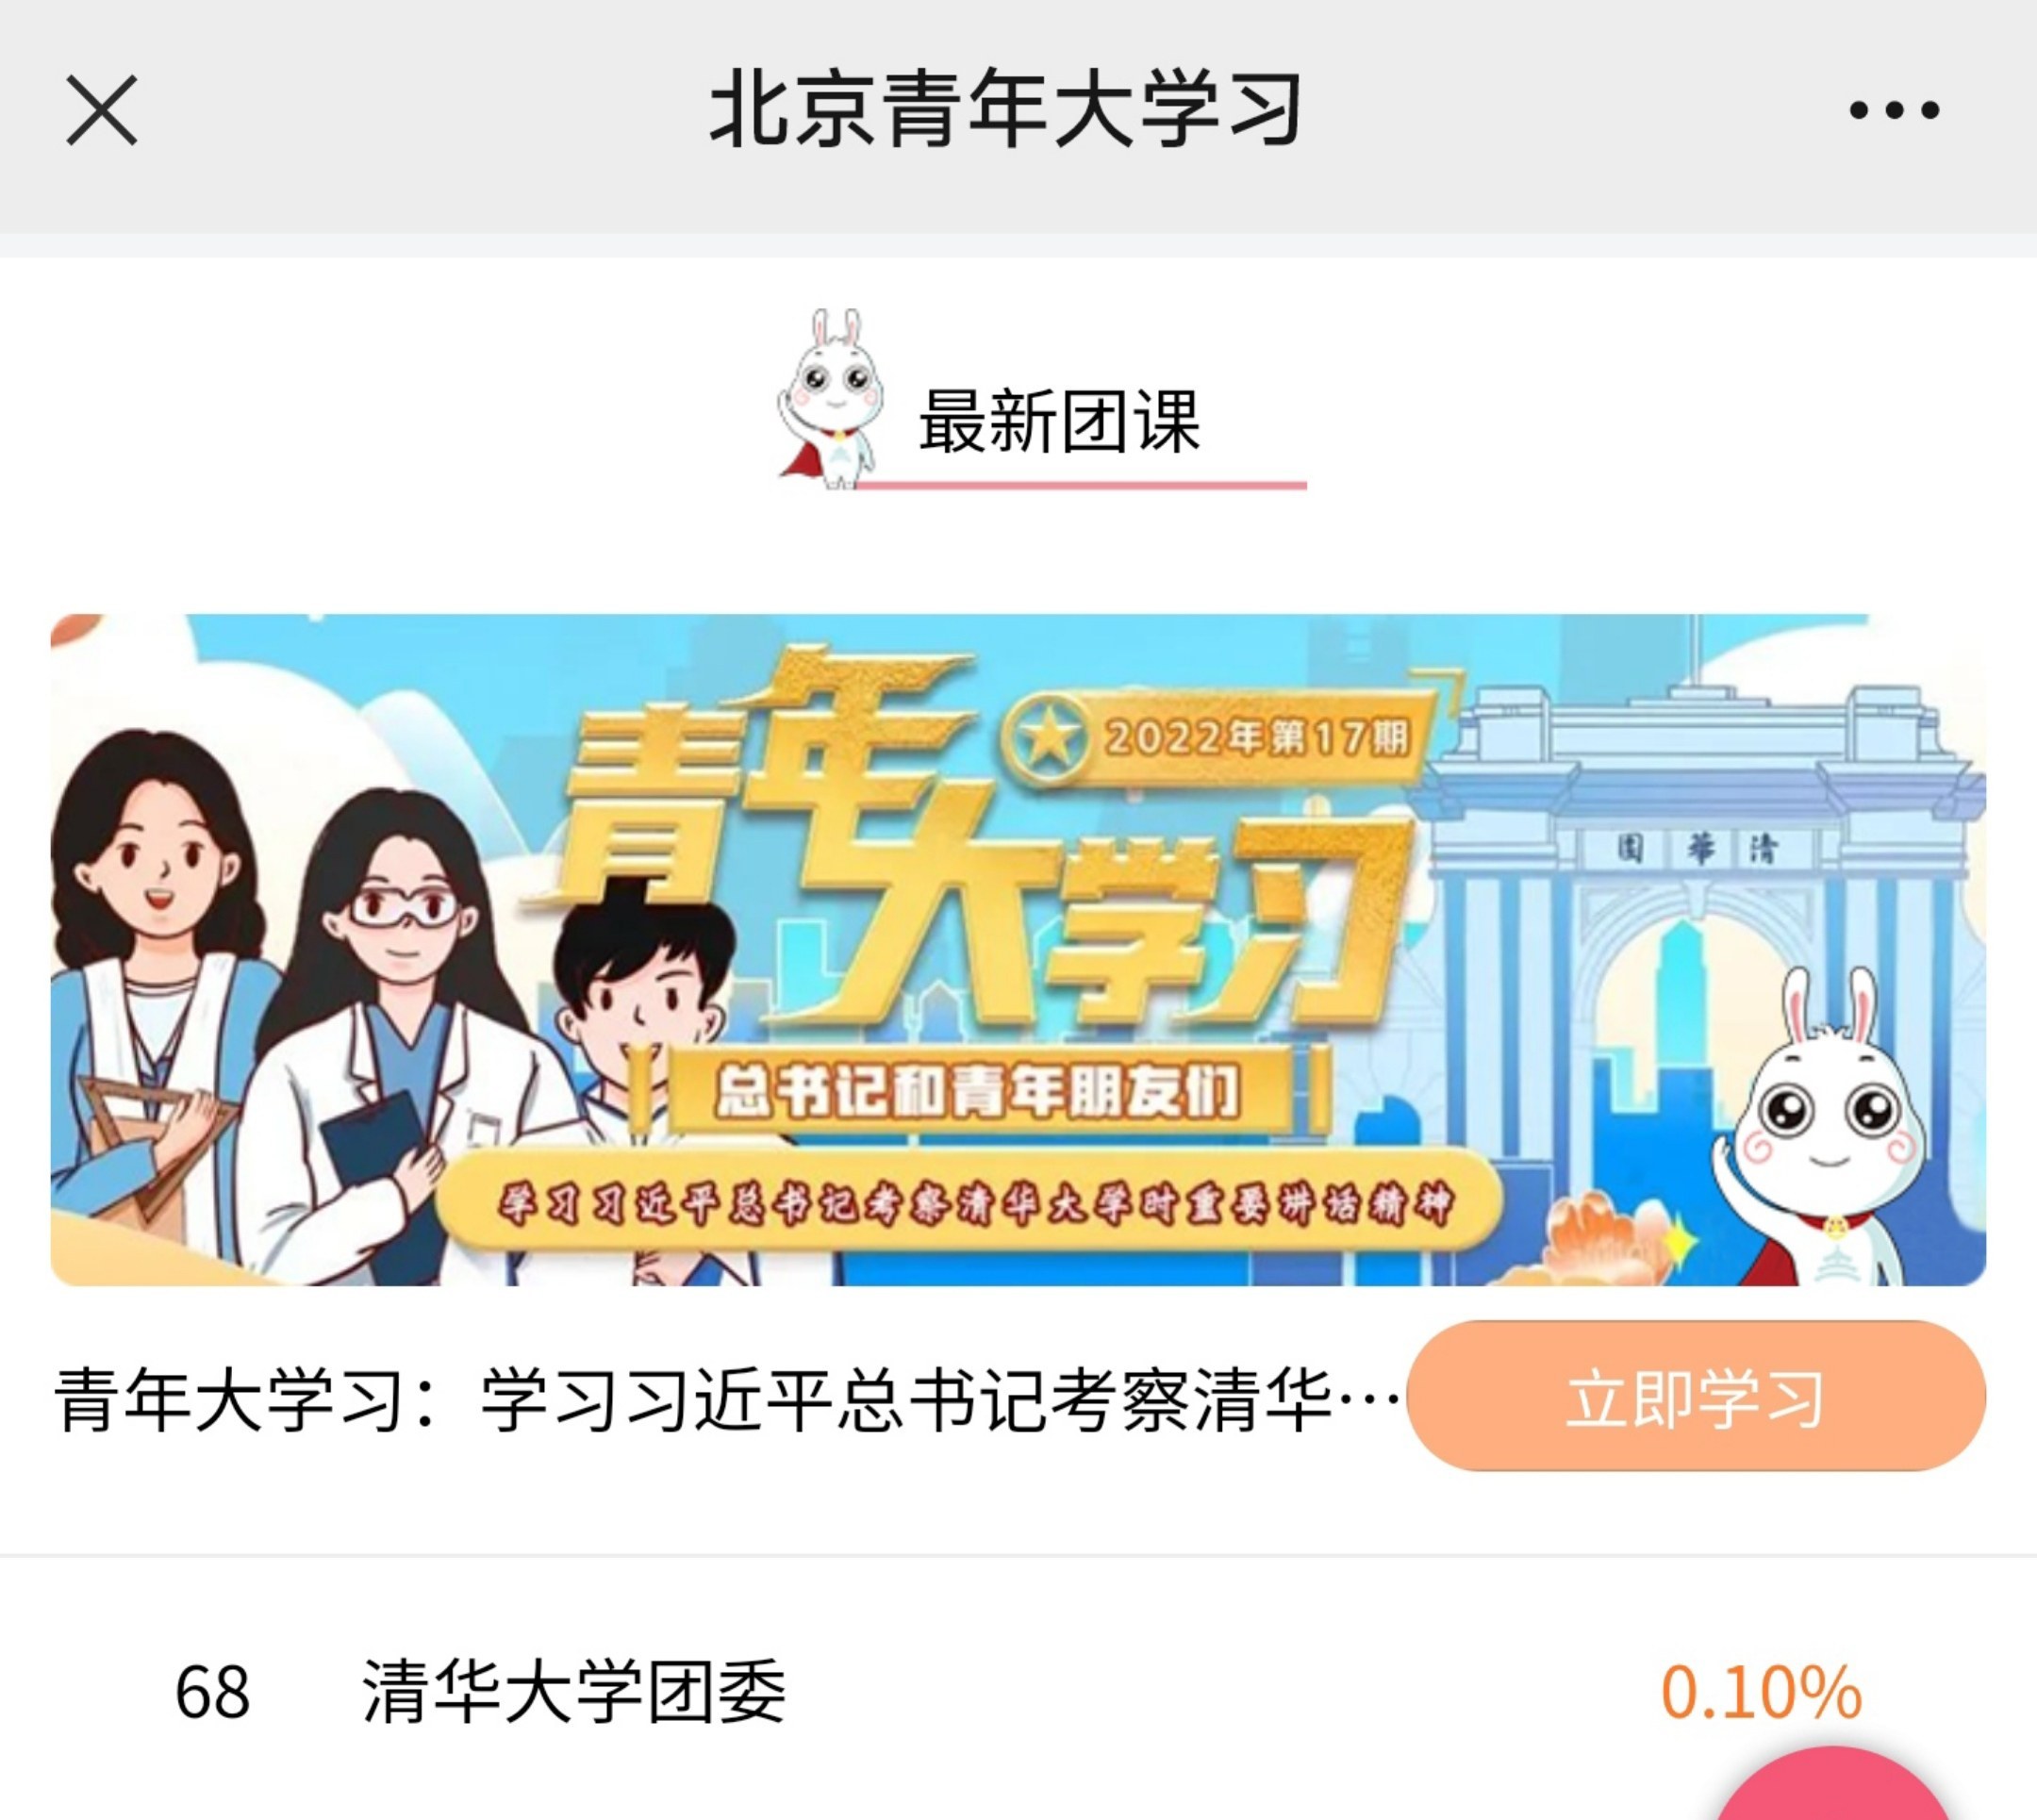 北京青年大学习
最新团课
青年大学习
2022年第17期
清華園
总书记和青年朋友们
学习习近平总书记考察清华大学时重要讲话精神
青年大学习：学习习近平总书记考察清华…
立即学习
68 清华大学团委 0.10%